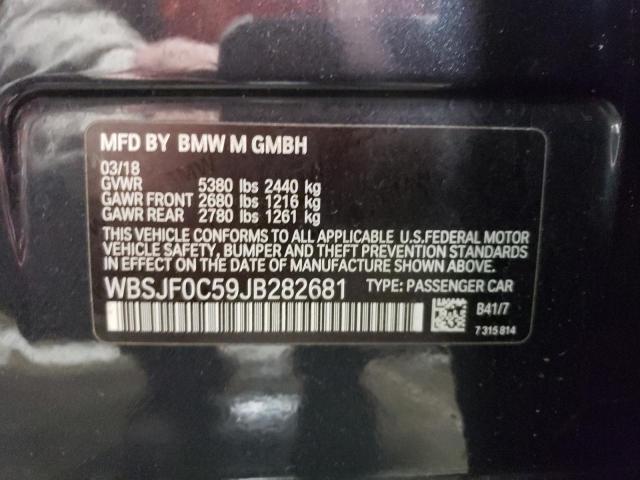 MFD BY BMW M GMBH
03/18
GVWR 5380 lbs 2440 kg
GAWR FRONT 2680 lbs 1216 kg
GAWR REAR 2780 lbs 1261 kg
THIS VEHICLE CONFORMS TO ALL APPLICABLE U.S.FEDERAL MOTOR
VEHICLE SAFETY, BUMPER AND THEFT PREVENTION STANDARDS
IN EFFECT ON THE DATE OF MANUFACTURE SHOWN ABOVE.
WBSJF0C59JB282681 TYPE: PASSENGER CAR
B41/7
7 315 814